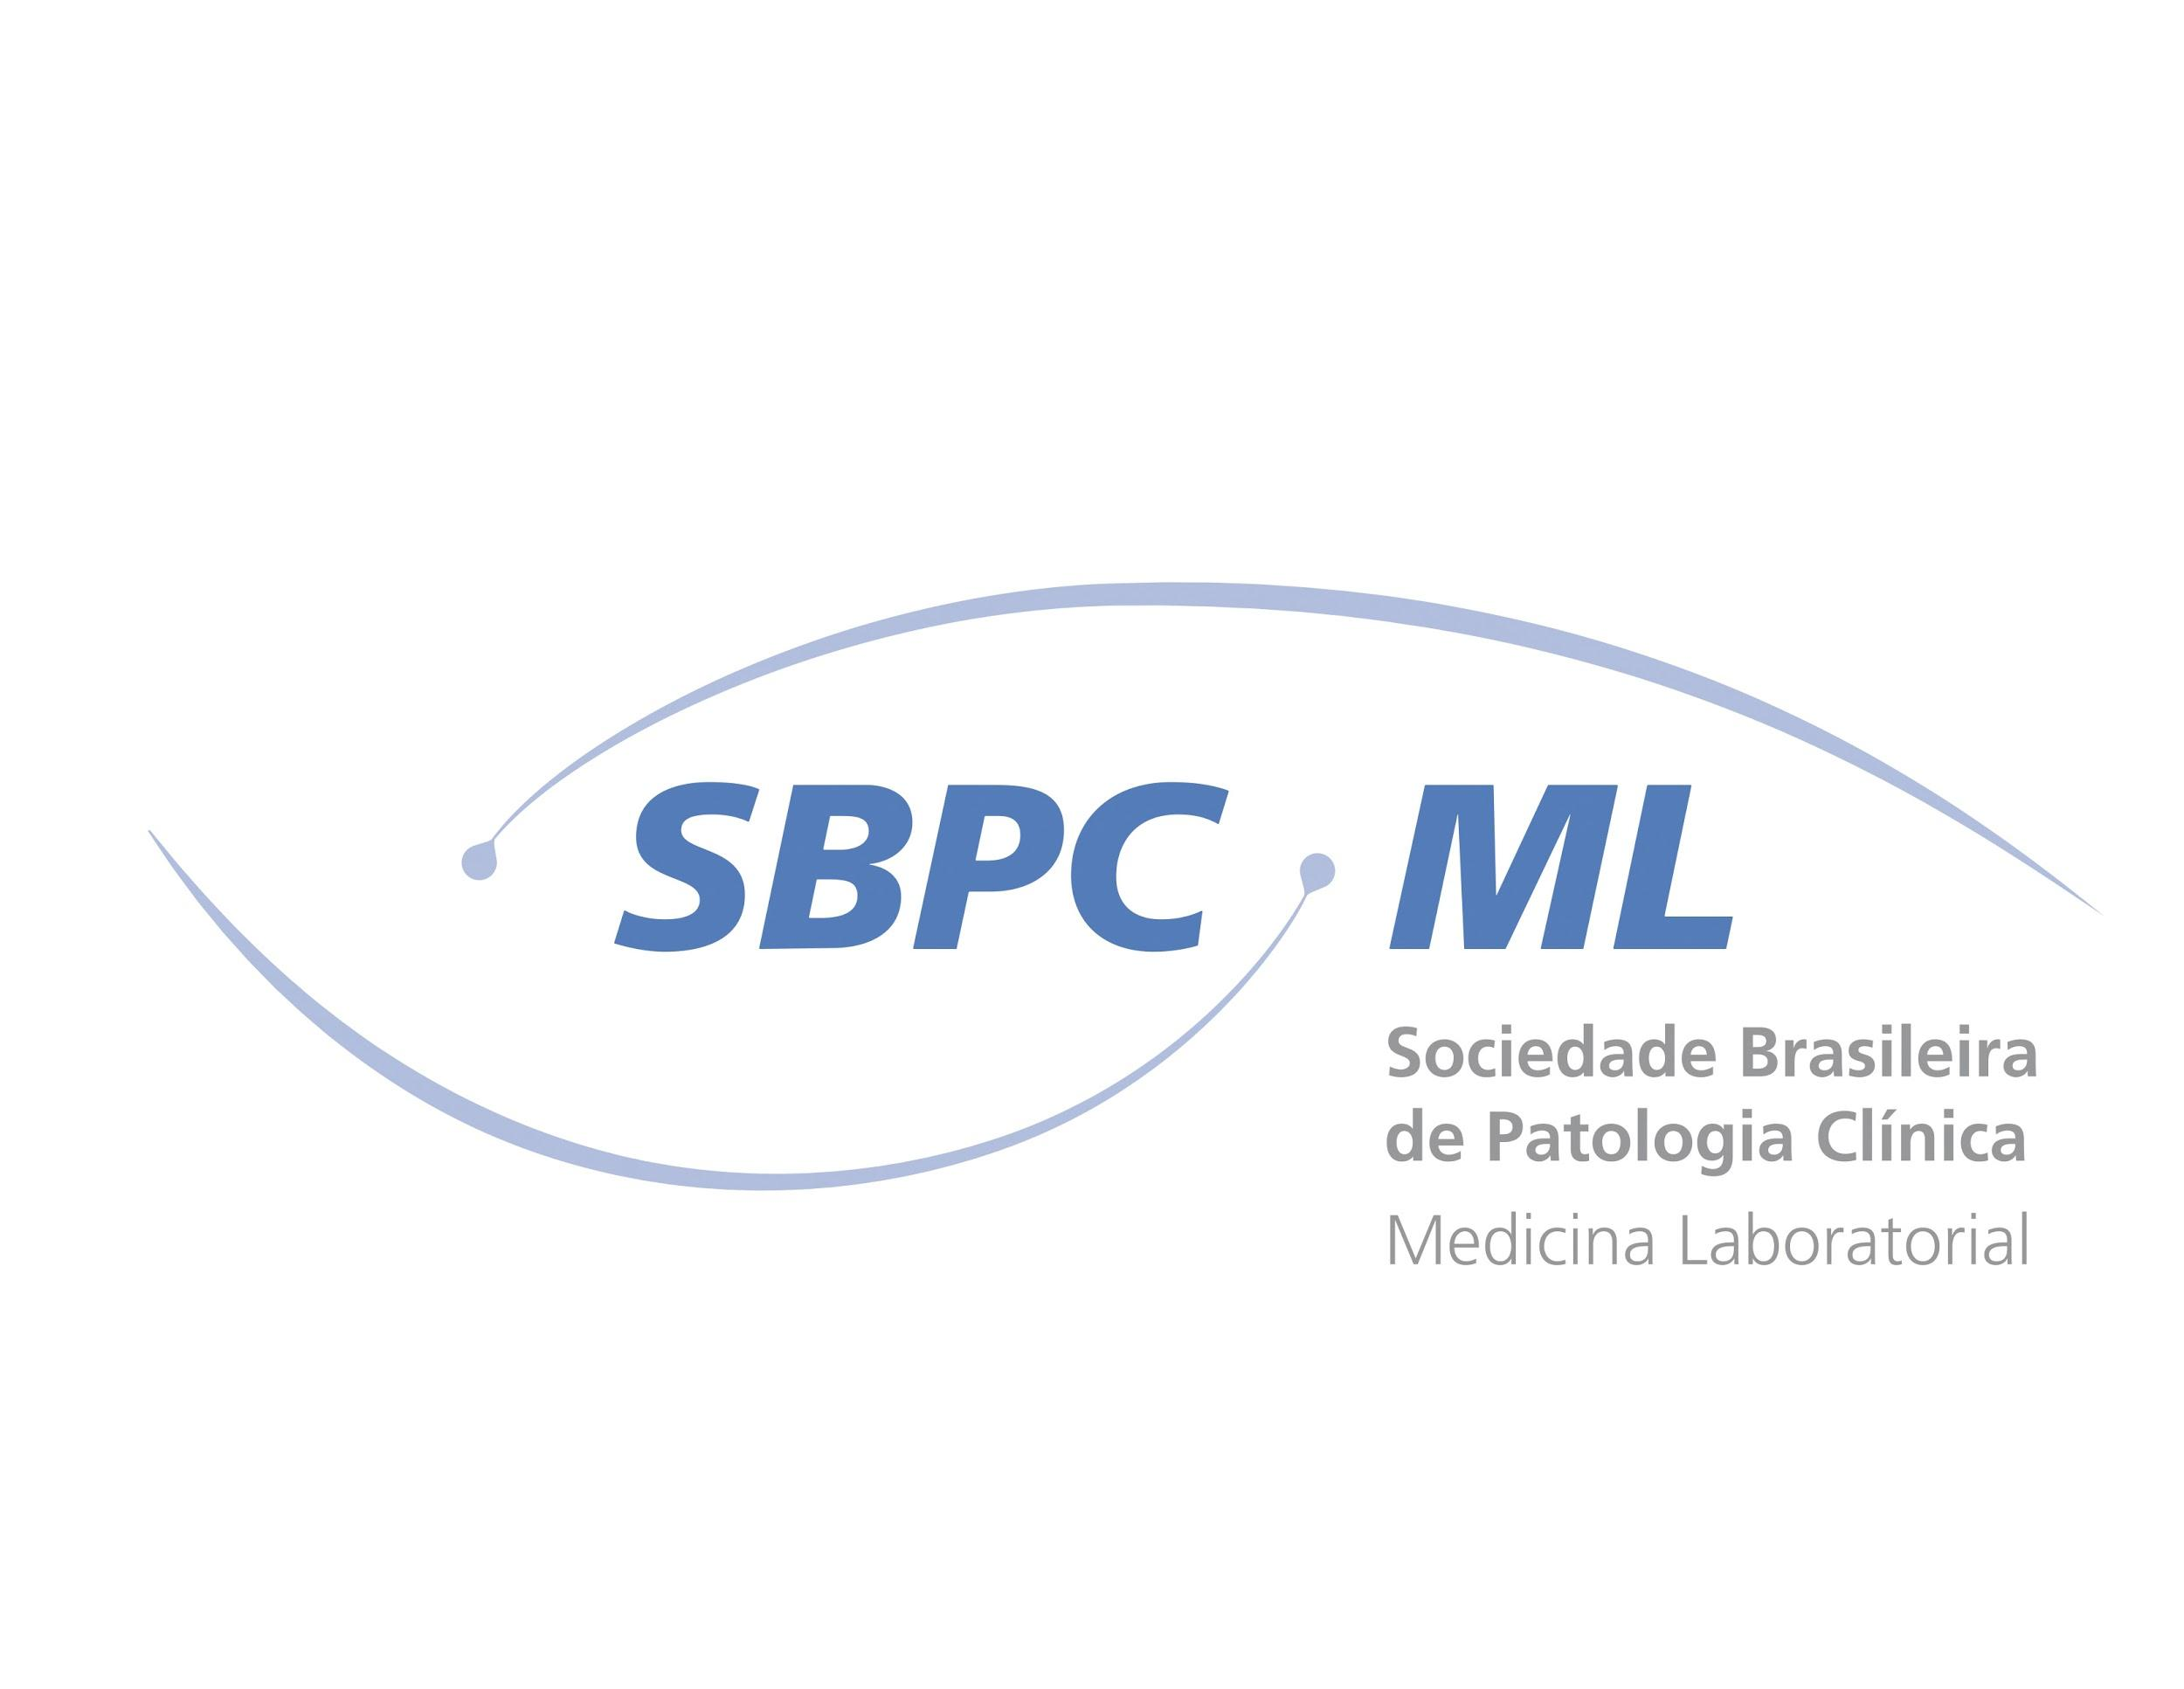 SBPC ML
Sociedade Brasileira
de Patologia Clínica
Medicina Laboratorial